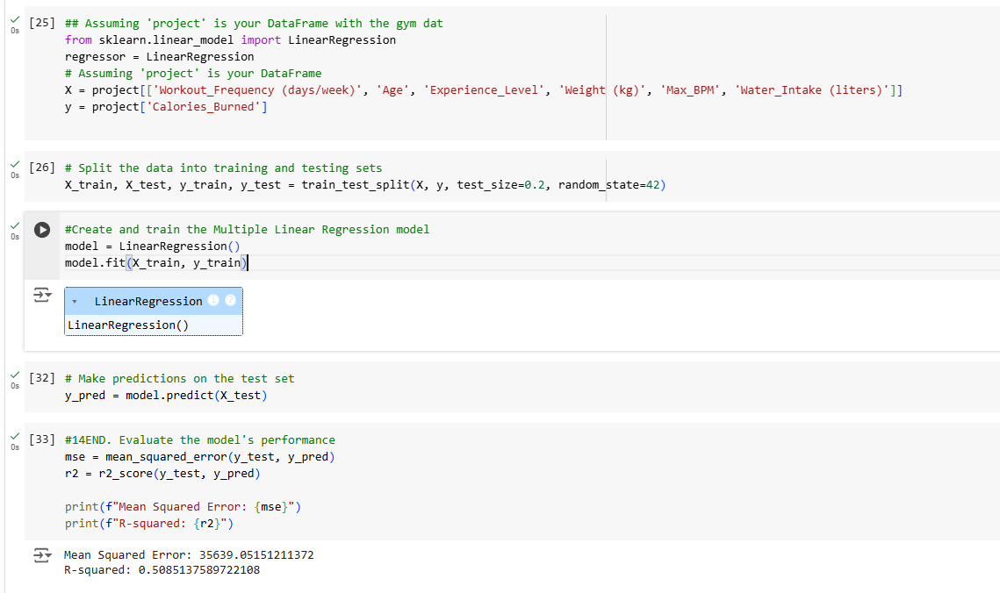 [25] ## Assuming 'project' is your DataFrame with the gym dat
0s
from sklearn.linear_model import LinearRegression
regressor = LinearRegression
# Assuming 'project' is your DataFrame
X = project[['Workout_Frequency (days/week)', 'Age', 'Experience_Level', 'Weight (kg)', 'Max_BPM', 'Water_Intake (liters)']]
y = project['Calories_Burned']
[26] # Split the data into training and testing sets
0s
X_train, X_test, y_train, y_test = train_test_split(X, y, test_size=0.2, random_state=42)
#Create and train the Multiple Linear Regression model
0s
model = LinearRegression()
model.fit(X_train, y_train)
LinearRegression i ?
LinearRegression()
[32] # Make predictions on the test set
0s
y_pred = model.predict(X_test)
[33] #14END. Evaluate the model's performance
0s
mse = mean_squared_error(y_test, y_pred)
r2 = r2_score(y_test, y_pred)
print(f"Mean Squared Error: {mse}")
print(f"R-squared: {r2}")
Mean Squared Error: 35639.05151211372
R-squared: 0.5085137589722108